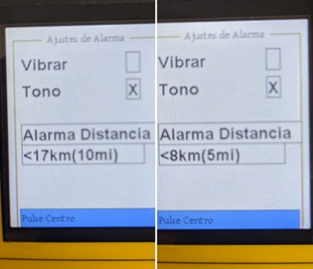 Ajustes de Alarma
Vibrar
Tono X
Alarma Distancia
<17km(10mi)
Pulse Centro
Ajustes de Alarma
Vibrar
Tono X
Alarma Distancia
<8km(5mi)
Pulse Centro